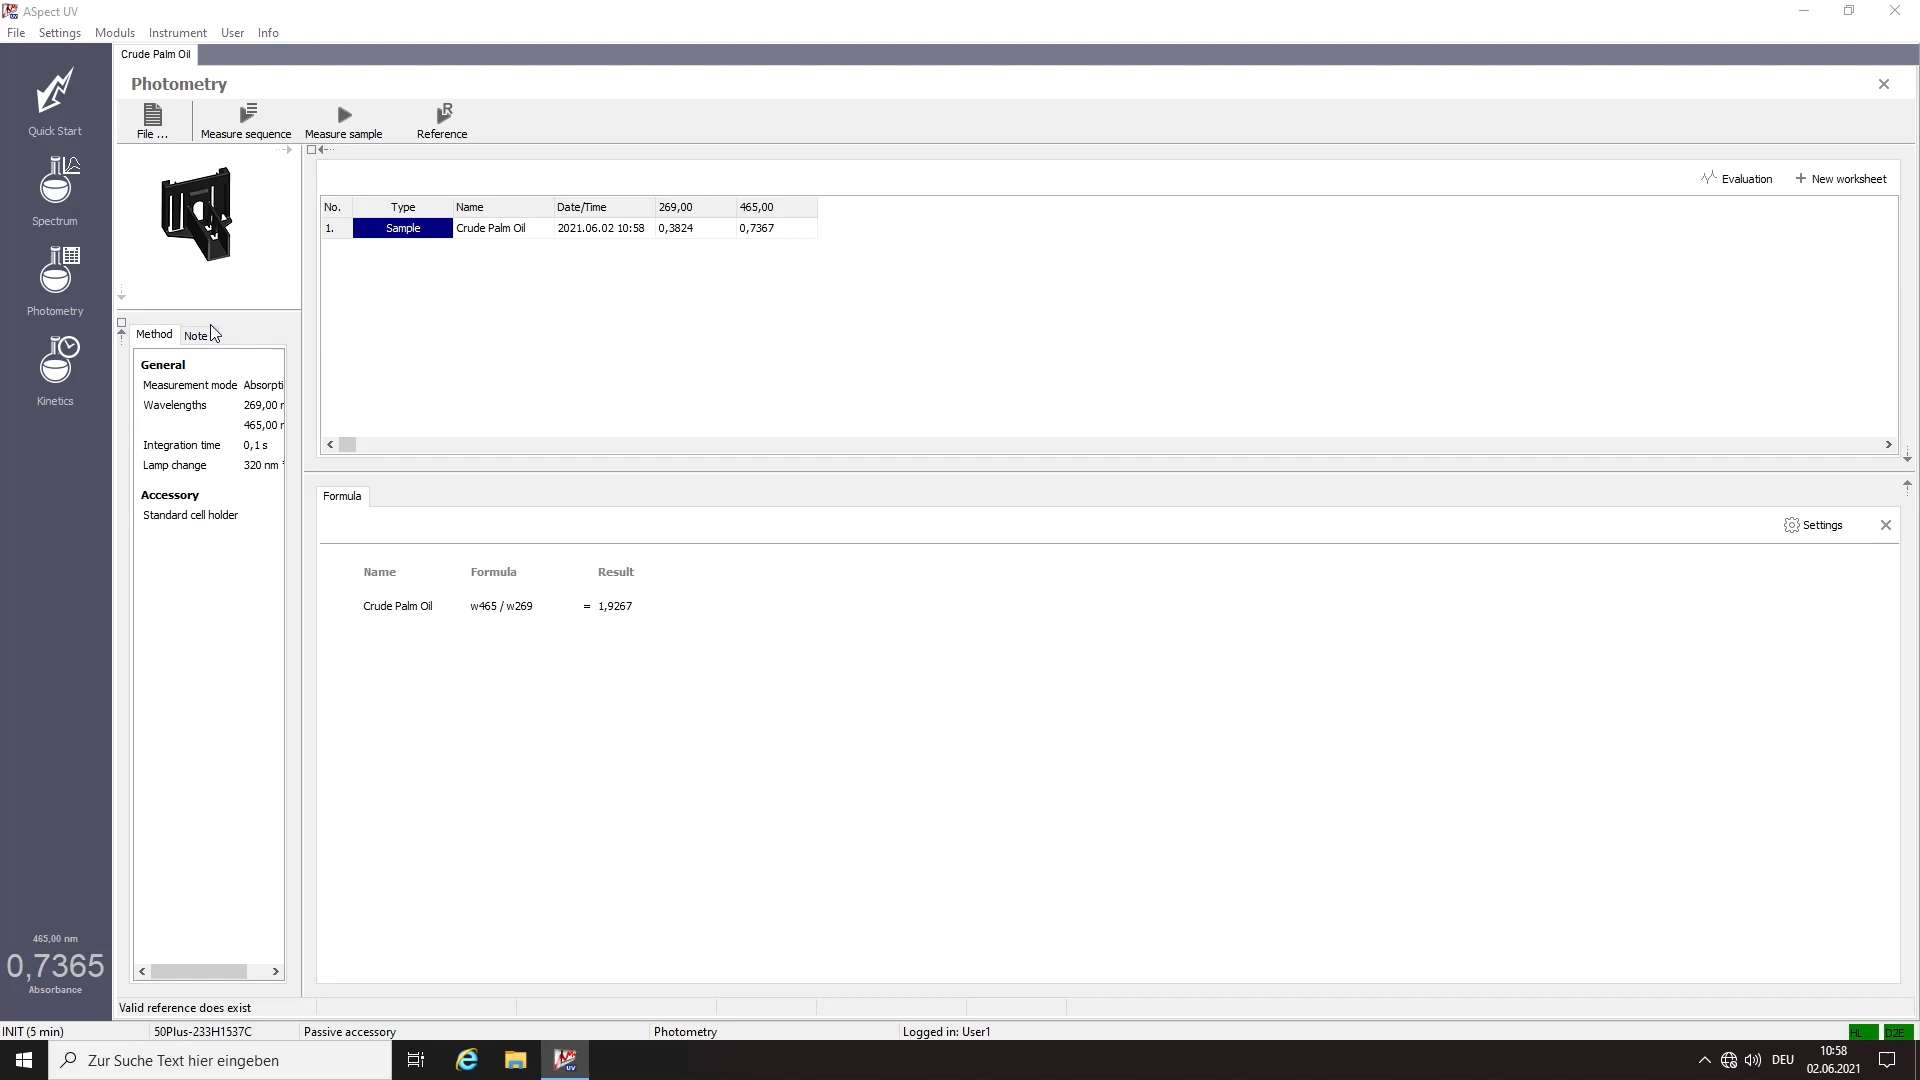 ASpect UV
File Settings Moduls Instrument User Info
Crude Palm Oil
Photometry
File ... Measure sequence Measure sample Reference
Quick Start
Spectrum
Photometry
Kinetics
Evaluation + New worksheet
No. Type Name Date/Time 269,00 465,00
1. Sample Crude Palm Oil 2021.06.02 10:58 0,3824 0,7367
Method Note
General
Measurement mode Absorpti
Wavelengths 269,00 n
465,00 n
Integration time 0,1 s
Lamp change 320 nm *
Accessory
Standard cell holder
Formula
Settings
Name Formula Result
Crude Palm Oil w465 / w269 = 1,9267
465,00 nm
0,7365
Absorbance
Valid reference does exist
INIT (5 min) 50Plus-233H1537C Passive accessory Photometry Logged in: User1 HL D2E
Zur Suche Text hier eingeben
DEU 10:58
02.06.2021